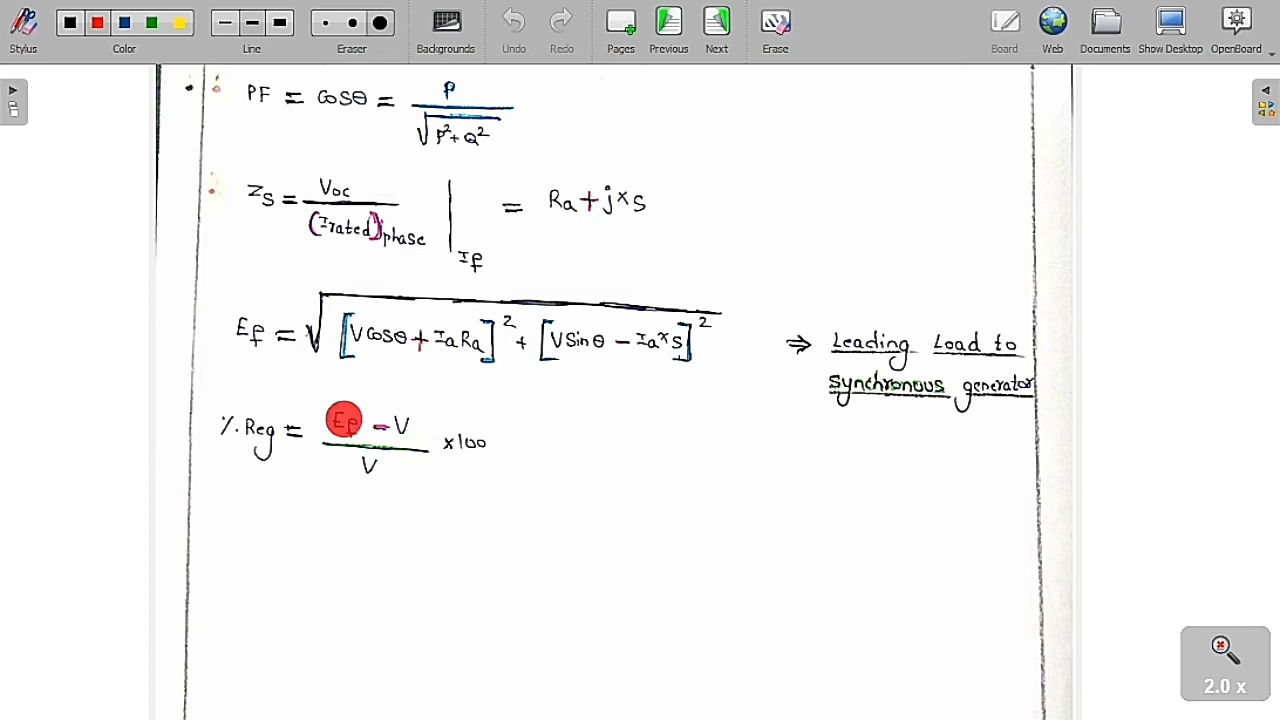 Stylus Color Line Eraser Backgrounds Undo Redo Pages Previous Next Erase Board Web Documents Show Desktop OpenBoard
PF = Cosθ = P / √(P² + Q²)
Zs = Voc / (Irated)phase | If = Ra + jxs
Ef = √([VCosθ + IaRa]² + [VSinθ - Iaxs]²) ⇒ Leading Load to
synchronous generator
%.Reg = Ef - V / V x100
2.0 x